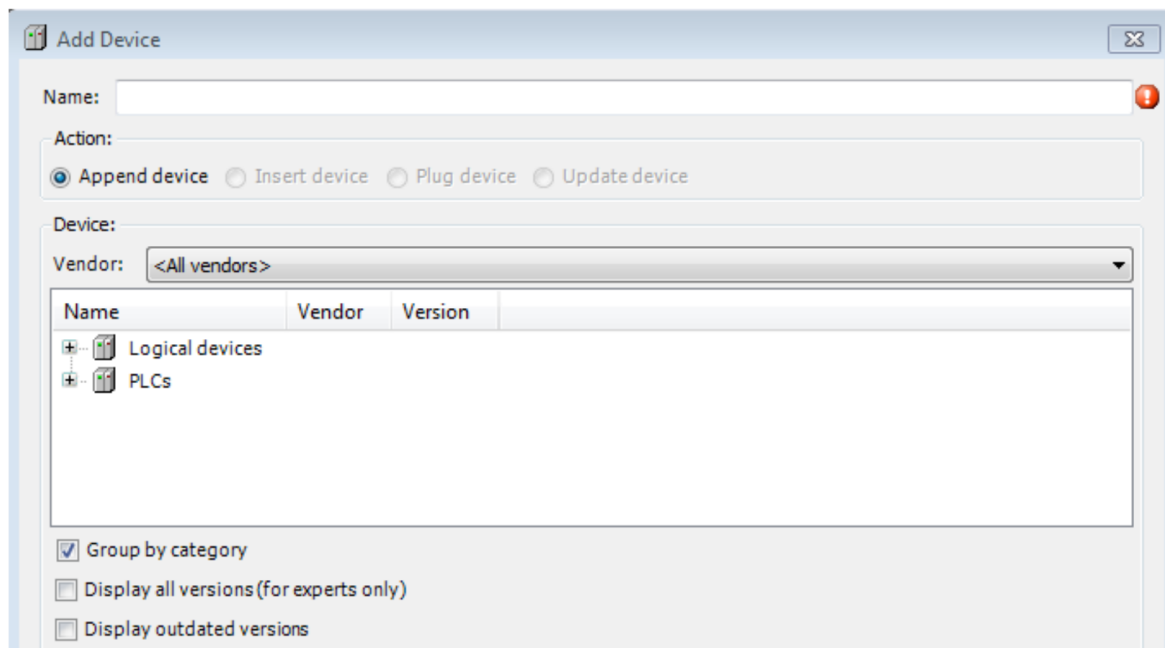 Add Device
Name:
Action:
Append device Insert device Plug device Update device
Device:
Vendor: <All vendors>
Name Vendor Version
Logical devices
PLCs
Group by category
Display all versions (for experts only)
Display outdated versions